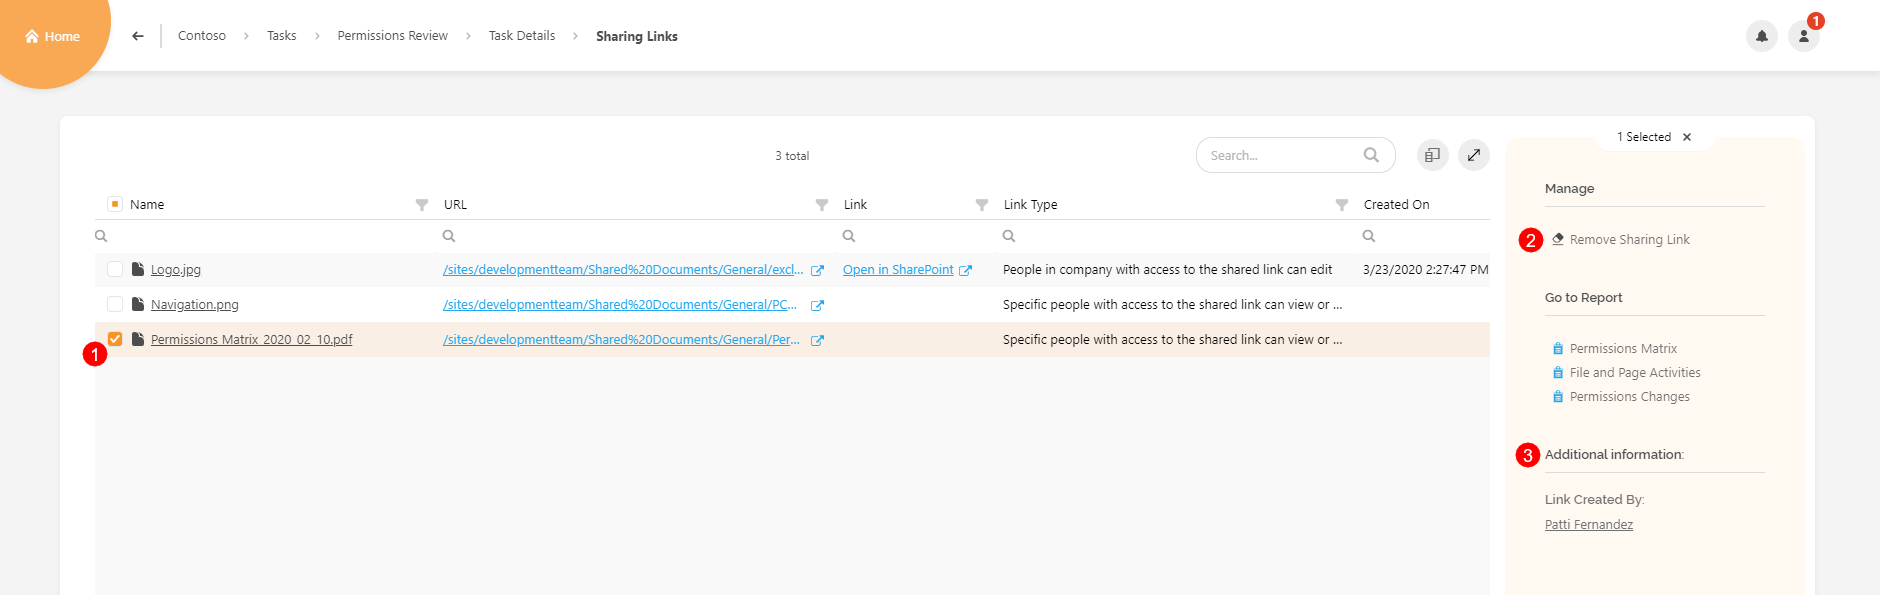 Home
Contoso > Tasks > Permissions Review > Task Details > Sharing Links
1
3 total
Search...
1 Selected
Name URL Link Link Type Created On
Logo.jpg /sites/developmentteam/Shared%20Documents/General/excl... Open in SharePoint People in company with access to the shared link can edit 3/23/2020 2:27:47 PM
Navigation.png /sites/developmentteam/Shared%20Documents/General/PC... Specific people with access to the shared link can view or ...
1 Permissions Matrix_2020_02_10.pdf /sites/developmentteam/Shared%20Documents/General/Per... Specific people with access to the shared link can view or ...
Manage
2 Remove Sharing Link
Go to Report
Permissions Matrix
File and Page Activities
Permissions Changes
3 Additional information:
Link Created By:
Patti Fernandez